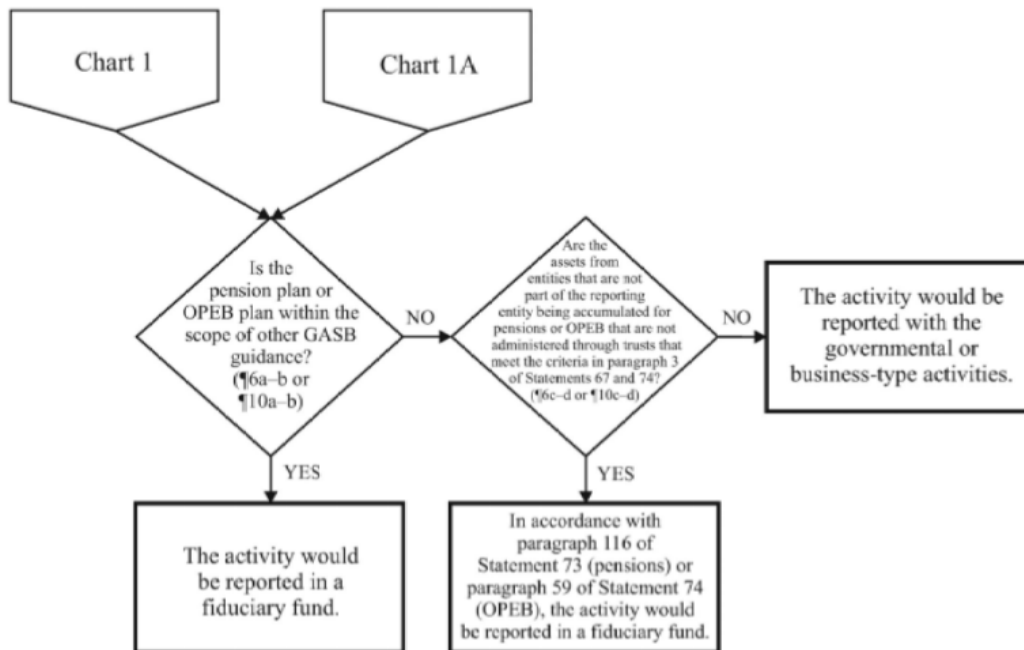 Chart 1
Chart 1A
Is the
pension plan or
OPEB plan within the
scope of other GASB
guidance?
(¶6a–b or
¶10a–b)
NO
Are the
assets from
entities that are not
part of the reporting
entity being accumulated for
pensions or OPEB that are not
administered through trusts that
meet the criteria in paragraph 3
of Statements 67 and 74?
(¶6c–d or ¶10c–d)
NO
The activity would be
reported with the
governmental or
business-type activities.
YES
YES
The activity would
be reported in a
fiduciary fund.
In accordance with
paragraph 116 of
Statement 73 (pensions) or
paragraph 59 of Statement 74
(OPEB), the activity would
be reported in a fiduciary fund.